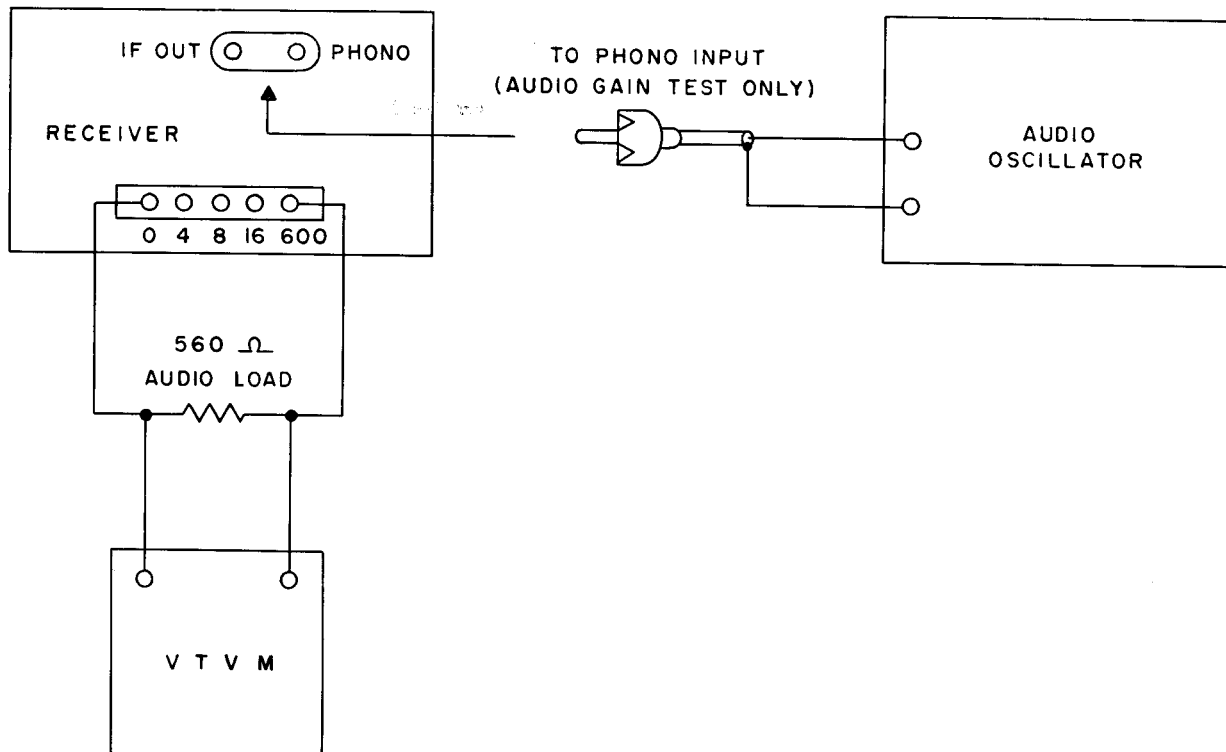 IF OUT PHONO
RECEIVER
0 4 8 16 600
TO PHONO INPUT
(AUDIO GAIN TEST ONLY)
AUDIO
OSCILLATOR
560 Ω
AUDIO LOAD
VTVM